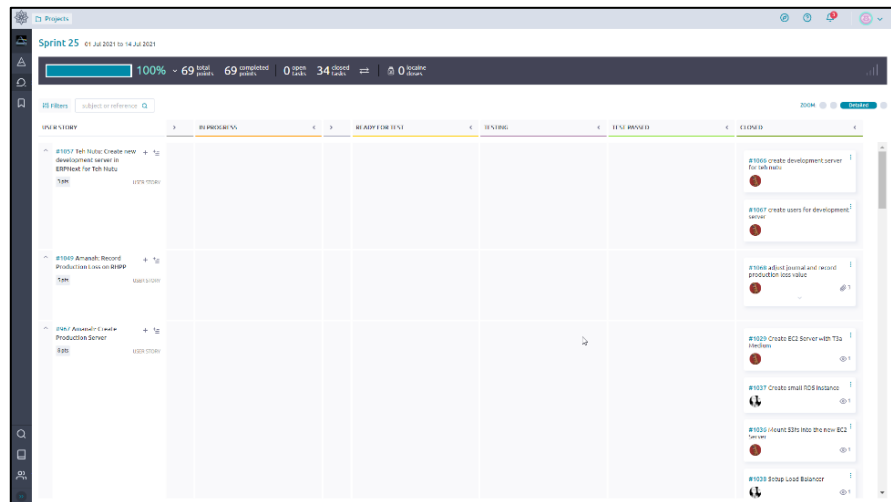 Projects
Sprint 25 01 Jul 2021 to 14 Jul 2021
100% 69 total points 69 completed points 0 open tasks 34 closed tasks 0 Iocaine doses
Filters subject or reference
ZOOM Detailed
USER STORY IN PROGRESS READY FOR TEST TESTING TEST PASSED CLOSED
#1057 Teh Nutu: Create new
development server in
ERPNext for Teh Nutu
USER STORY
#1066 create development server
for teh nutu
#1067 create users for development
server
Amanah: Record
Production Loss on RHPP
5 pts
USER STORY
#1068 adjust journal and record
production loss value
1
#967 Amanah: Create
Production Server
8 pts
USER STORY
#1029 Create EC2 Server with T3a
Medium
1
#1037 Create small RDS instance
1
Mount S3fs into the new EC2
Server
1
Setup Load Balancer
1